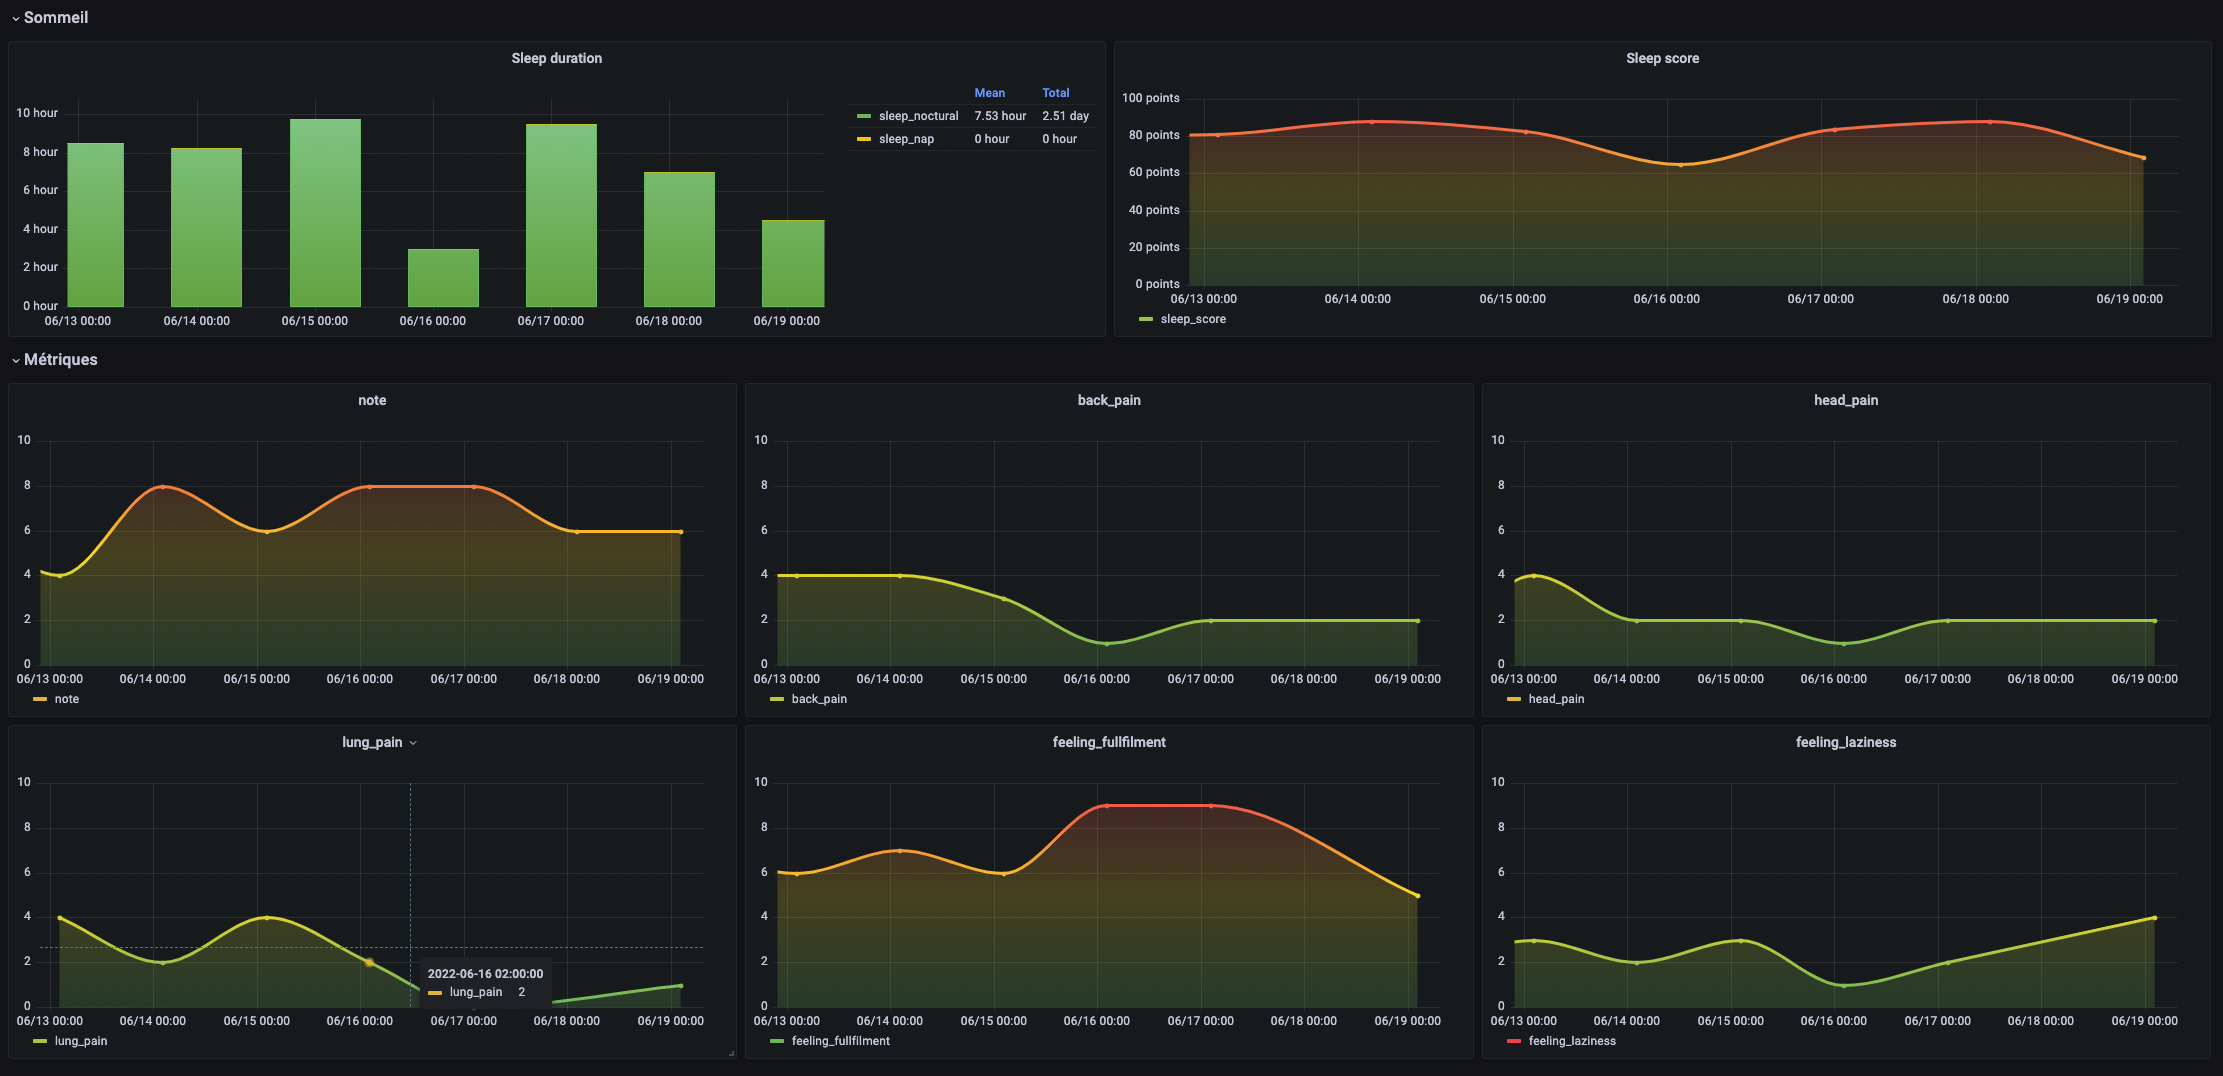 Sommeil
Sleep duration
Mean Total
sleep_noctural 7.53 hour 2.51 day
sleep_nap 0 hour 0 hour
10 hour
8 hour
6 hour
4 hour
2 hour
0 hour
06/13 00:00 06/14 00:00 06/15 00:00 06/16 00:00 06/17 00:00 06/18 00:00 06/19 00:00
Sleep score
100 points
80 points
60 points
40 points
20 points
0 points
06/13 00:00 06/14 00:00 06/15 00:00 06/16 00:00 06/17 00:00 06/18 00:00 06/19 00:00
sleep_score
Métriques
note
10
8
6
4
2
0
06/13 00:00 06/14 00:00 06/15 00:00 06/16 00:00 06/17 00:00 06/18 00:00 06/19 00:00
note
back_pain
10
8
6
4
2
0
06/13 00:00 06/14 00:00 06/15 00:00 06/16 00:00 06/17 00:00 06/18 00:00 06/19 00:00
back_pain
head_pain
10
8
6
4
2
0
06/13 00:00 06/14 00:00 06/15 00:00 06/16 00:00 06/17 00:00 06/18 00:00 06/19 00:00
head_pain
lung_pain
10
8
6
4
2
0
2022-06-16 02:00:00
lung_pain 2
06/13 00:00 06/14 00:00 06/15 00:00 06/16 00:00 06/17 00:00 06/18 00:00 06/19 00:00
lung_pain
feeling_fullfilment
10
8
6
4
2
0
06/13 00:00 06/14 00:00 06/15 00:00 06/16 00:00 06/17 00:00 06/18 00:00 06/19 00:00
feeling_fullfilment
feeling_laziness
10
8
6
4
2
0
06/13 00:00 06/14 00:00 06/15 00:00 06/16 00:00 06/17 00:00 06/18 00:00 06/19 00:00
feeling_laziness